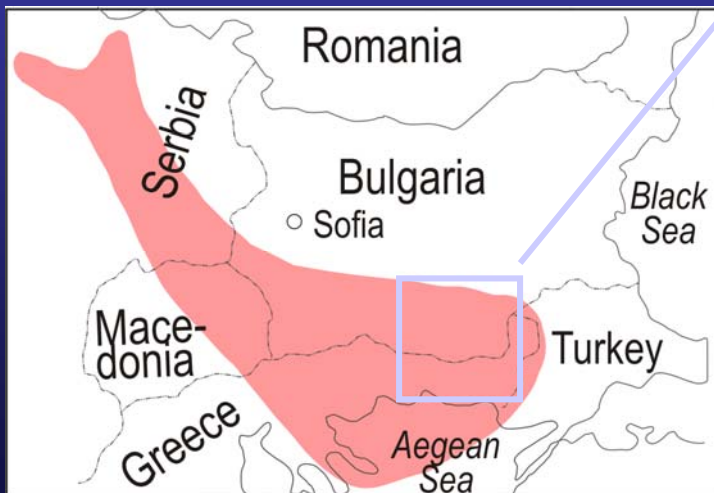 Romania
Serbia
Bulgaria
Sofia
Black
Sea
Mace-
donia
Turkey
Greece
Aegean
Sea